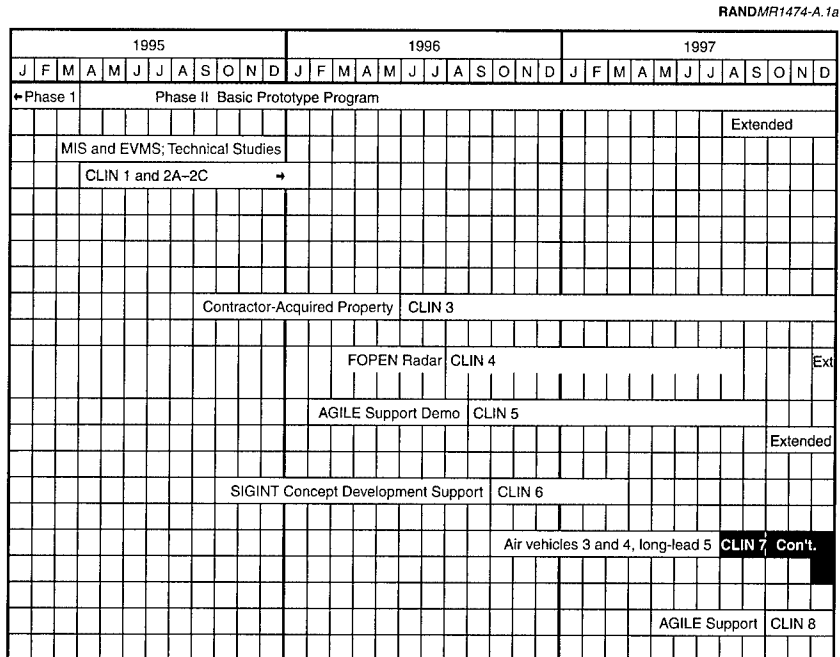 RANDMR1474-A.1a
1995 1996 1997
J F M A M J J A S O N D J F M A M J J A S O N D J F M A M J J A S O N D
←Phase 1 Phase II Basic Prototype Program
Extended
MIS and EVMS; Technical Studies
CLIN 1 and 2A–2C →
Contractor-Acquired Property CLIN 3
FOPEN Radar CLIN 4 Ext
AGILE Support Demo CLIN 5
Extended
SIGINT Concept Development Support CLIN 6
Air vehicles 3 and 4, long-lead 5 CLIN 7 Con't.
AGILE Support CLIN 8